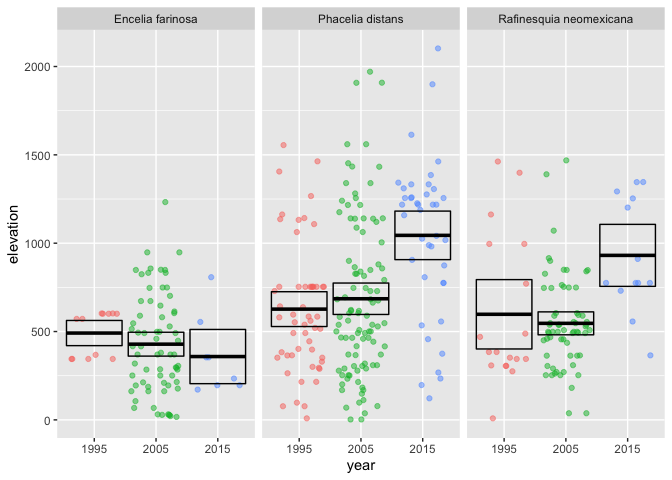 Encelia farinosa Phacelia distans Rafinesquia neomexicana
2000
1500
1000
500
0
elevation
1995 2005 2015 1995 2005 2015 1995 2005 2015
year